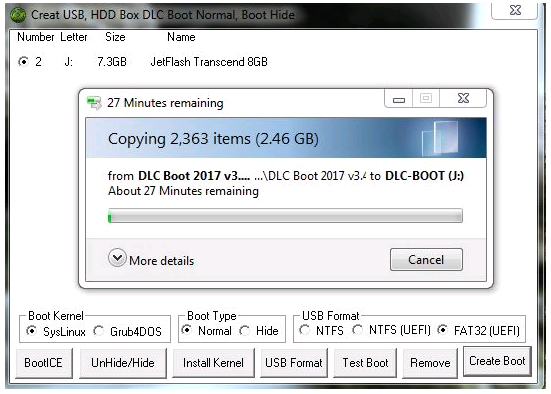 Creat USB, HDD Box DLC Boot Normal, Boot Hide
Number Letter Size Name
2 J: 7.3GB JetFlash Transcend 8GB
27 Minutes remaining
Copying 2,363 items (2.46 GB)
from DLC Boot 2017 v3.... ...\DLC Boot 2017 v3.4 to DLC-BOOT (J:)
About 27 Minutes remaining
More details Cancel
Boot Kernel Boot Type USB Format
SysLinux Grub4DOS Normal Hide NTFS NTFS (UEFI) FAT32 (UEFI)
BootICE UnHide/Hide Install Kernel USB Format Test Boot Remove Create Boot